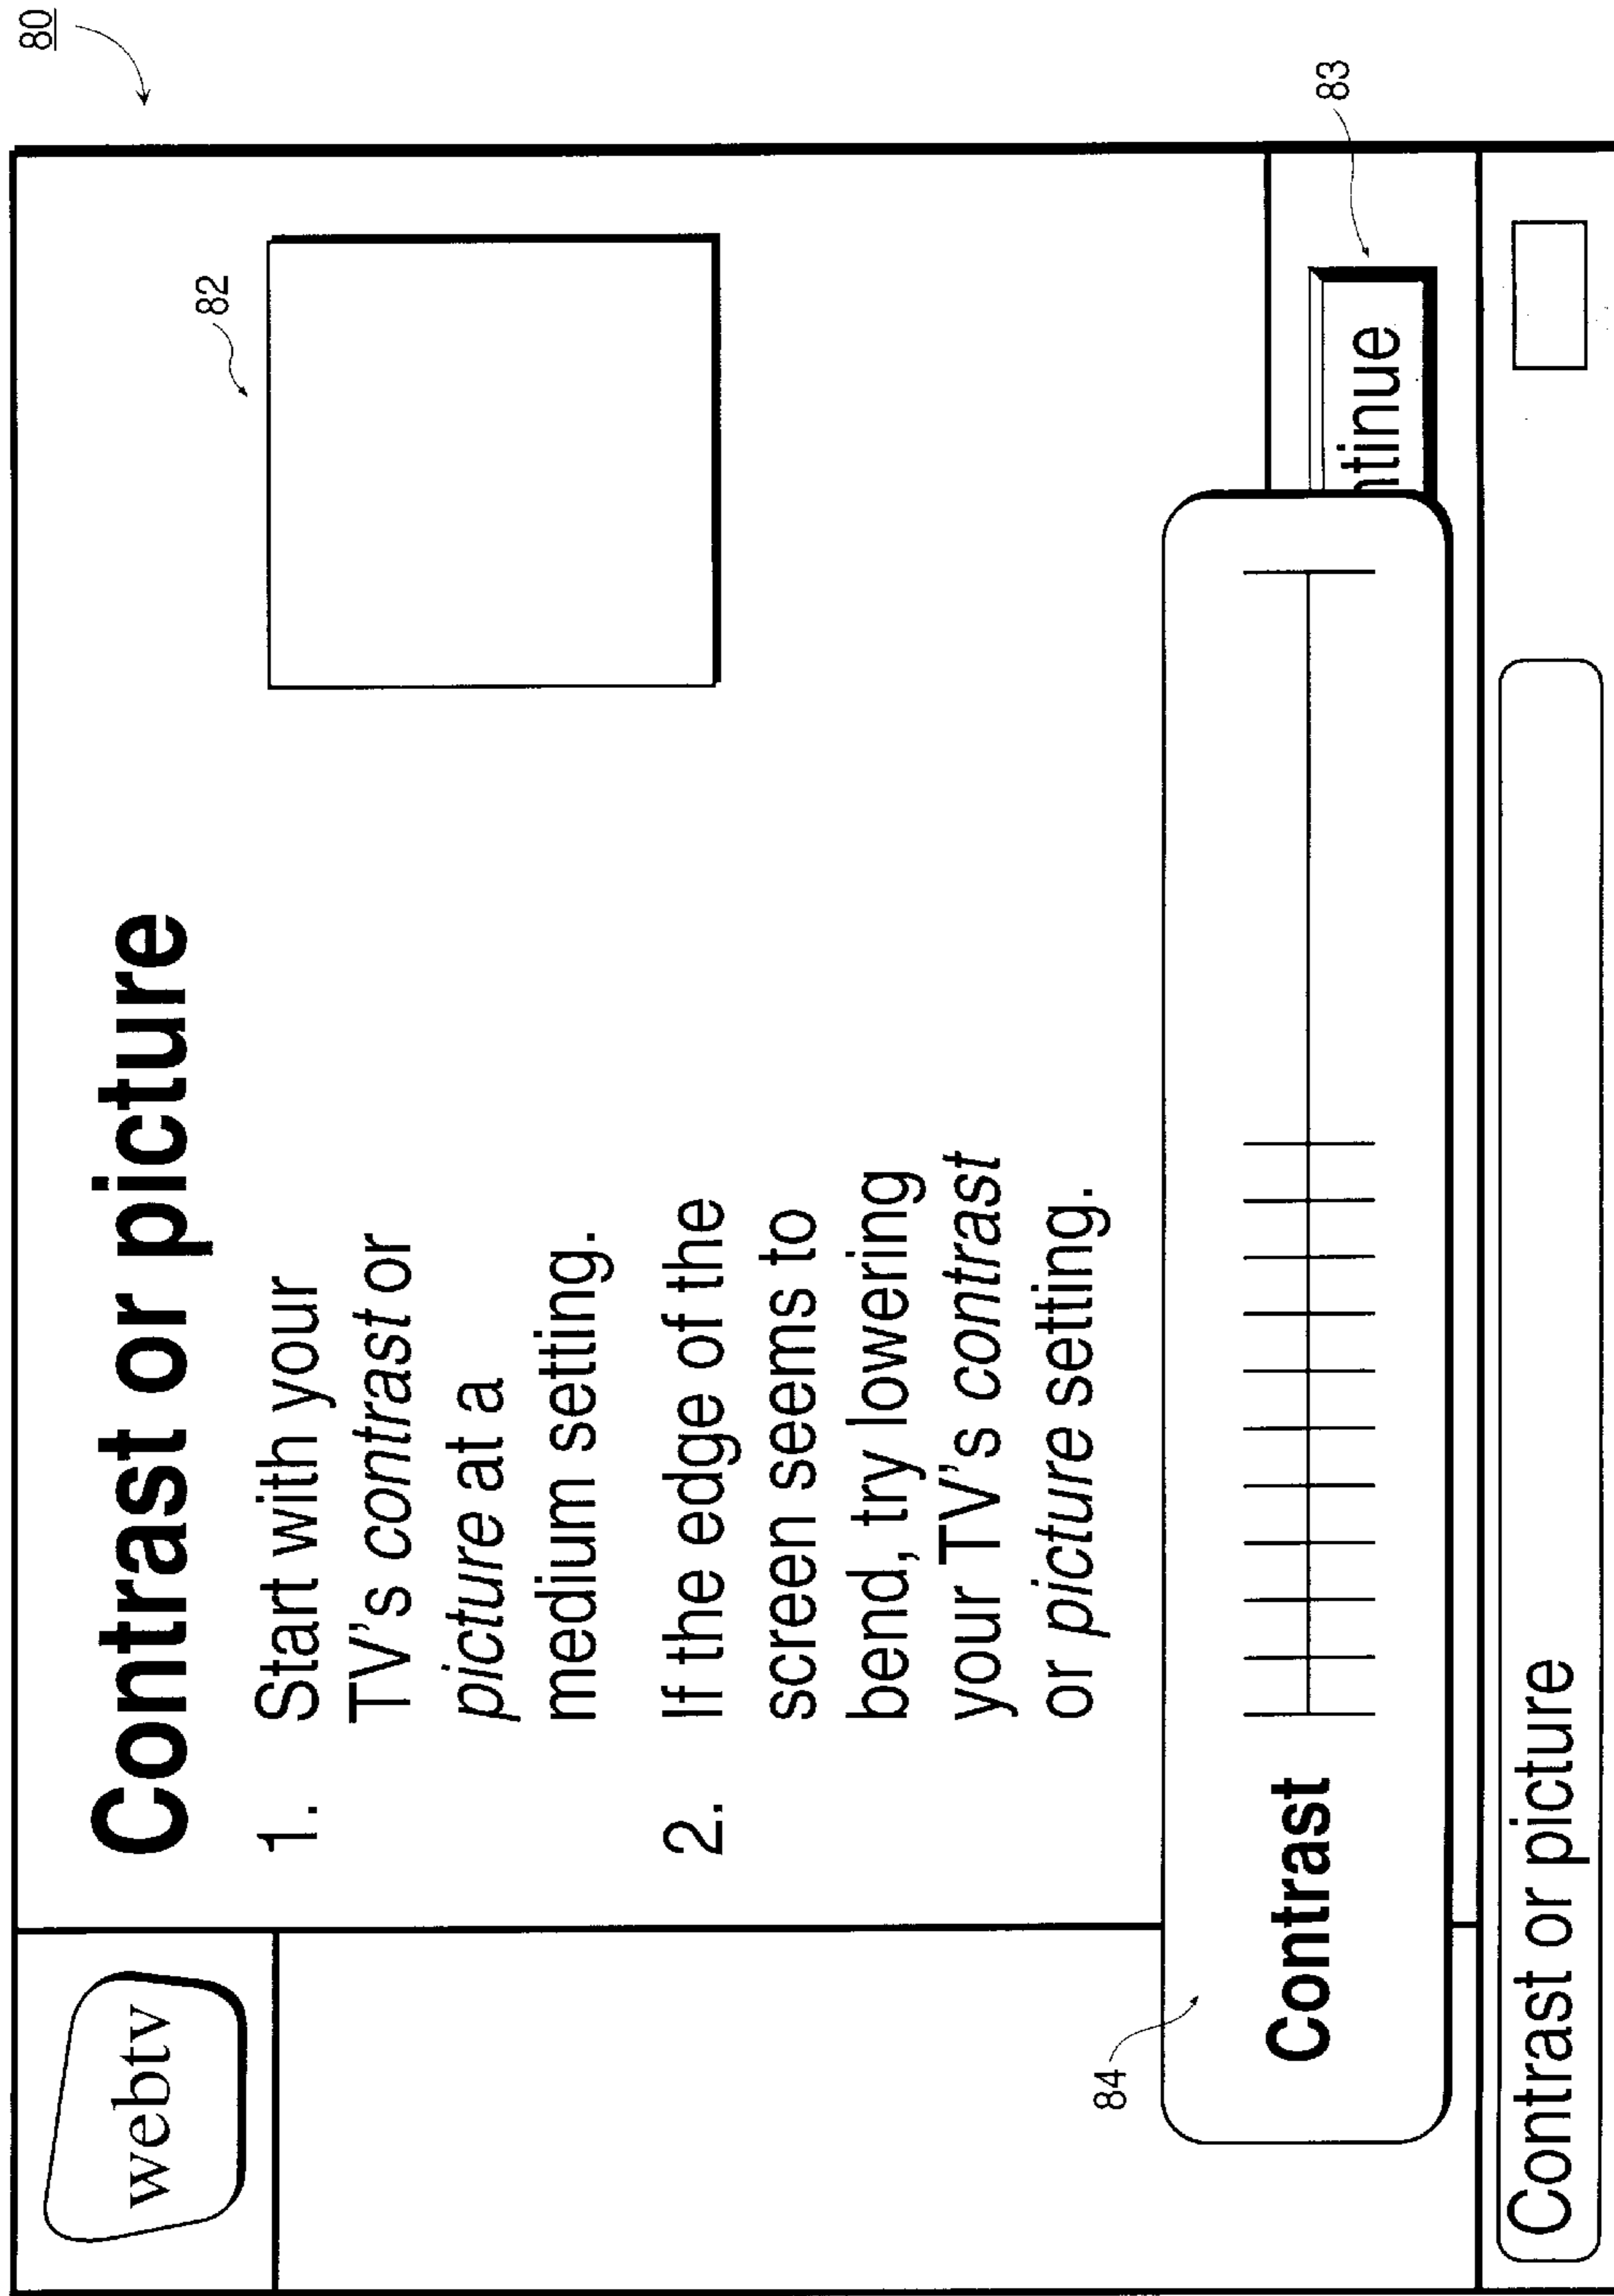 80
webtv
Contrast or picture
82
1. Start with your
TV's contrast or
picture at a
medium setting.
2. If the edge of the
screen seems to
bend, try lowering
your TV's contrast
or picture setting.
84
83
Contrast
ntinue
Contrast or picture